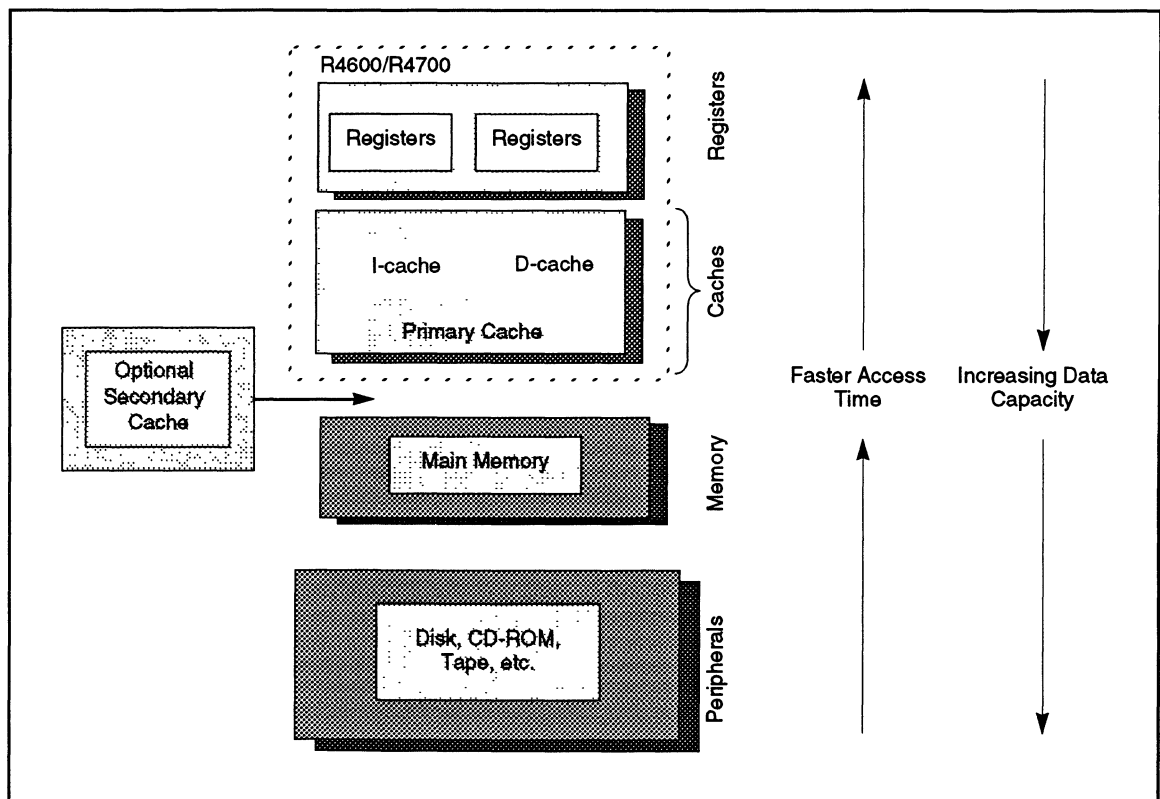 R4600/R4700
Registers
Registers
Registers
I-cache
D-cache
Primary Cache
Caches
Optional
Secondary
Cache
Faster Access
Time
Increasing Data
Capacity
Main Memory
Memory
Disk, CD-ROM,
Tape, etc.
Peripherals